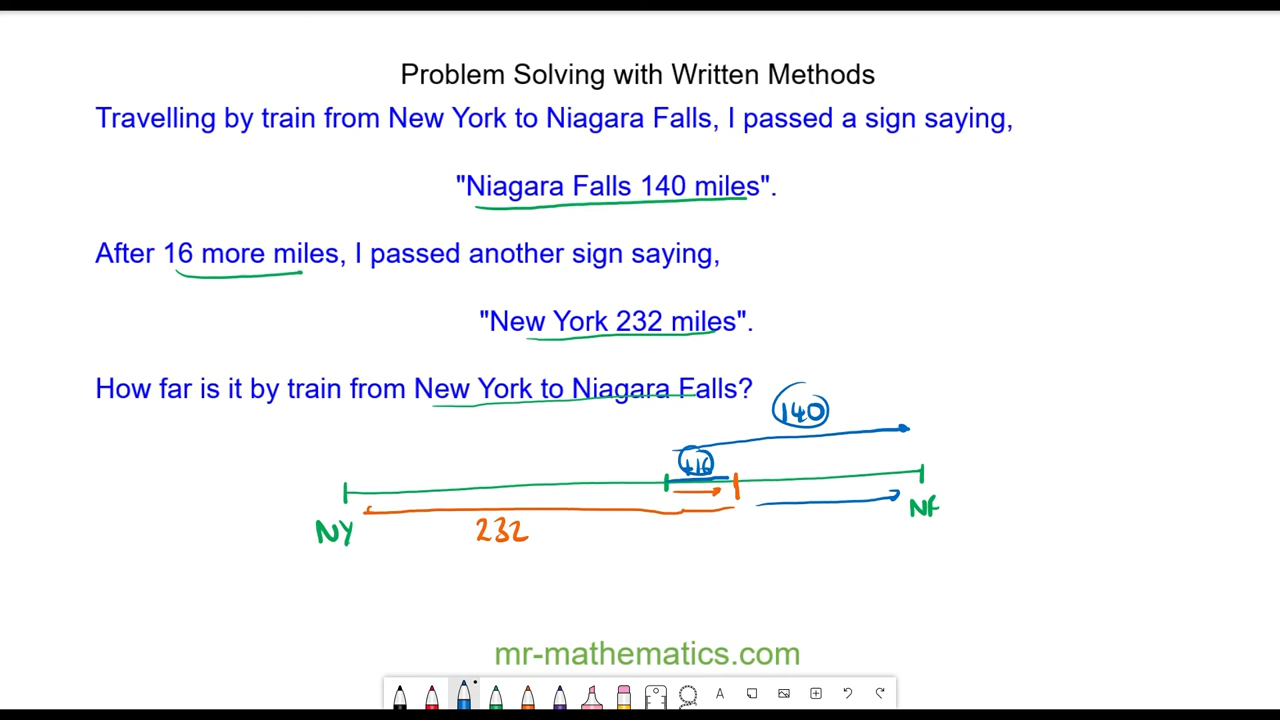 Problem Solving with Written Methods
Travelling by train from New York to Niagara Falls, I passed a sign saying,
"Niagara Falls 140 miles".
After 16 more miles, I passed another sign saying,
"New York 232 miles".
How far is it by train from New York to Niagara Falls?
140
+16
NY
232
NF
mr-mathematics.com
A